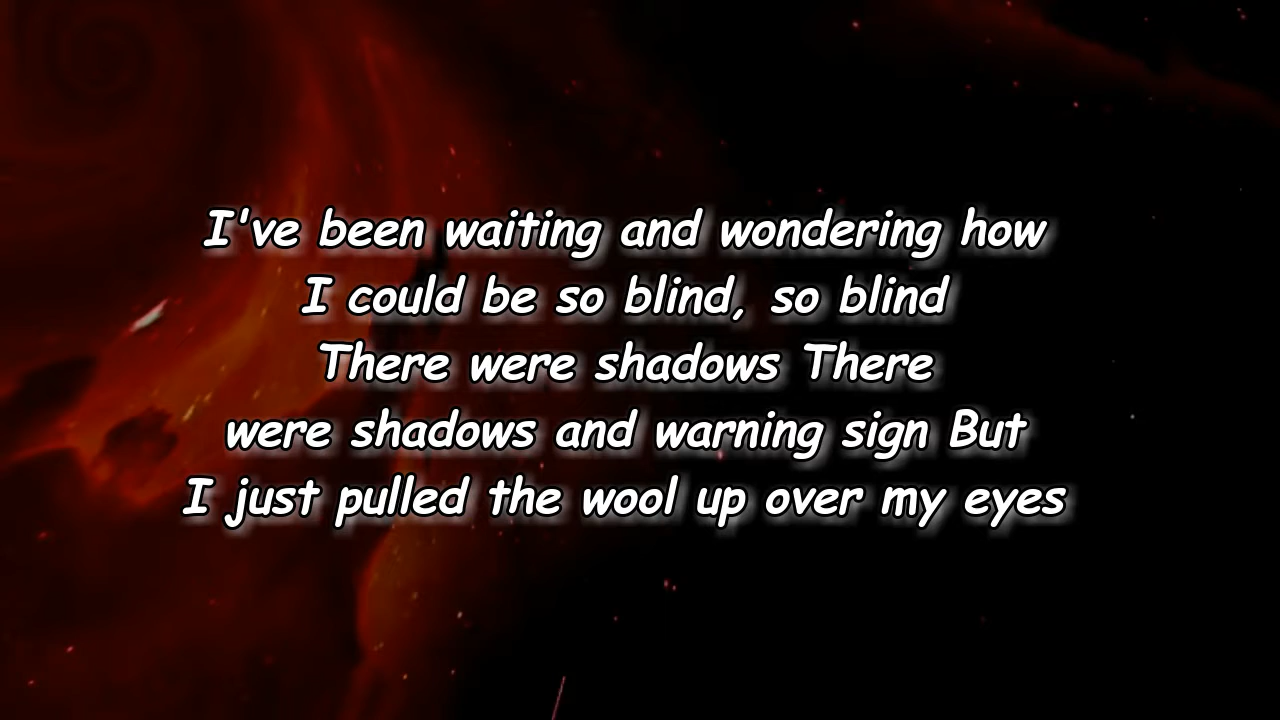 I've been waiting and wondering how
I could be so blind, so blind
There were shadows There
were shadows and warning sign But
I just pulled the wool up over my eyes